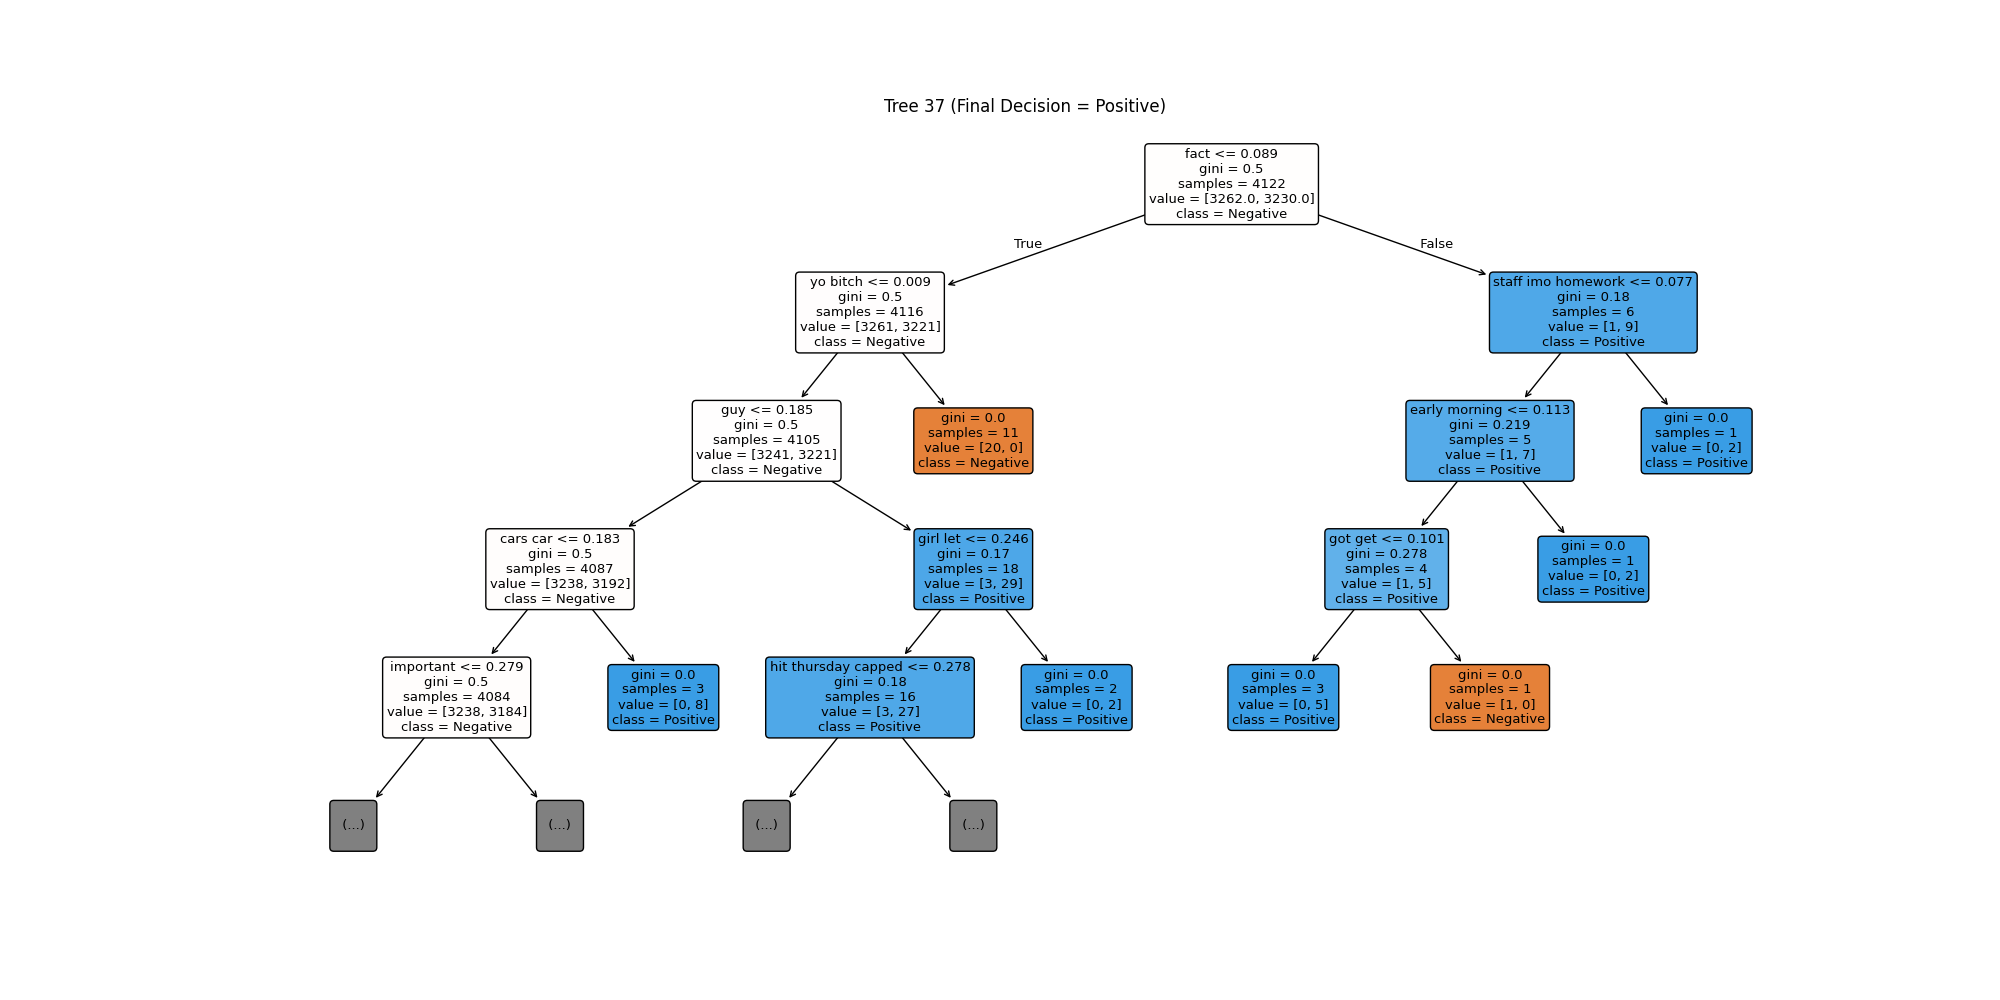 Tree 37 (Final Decision = Positive)
fact <= 0.089
gini = 0.5
samples = 4122
value = [3262.0, 3230.0]
class = Negative
True
False
yo bitch <= 0.009
gini = 0.5
samples = 4116
value = [3261, 3221]
class = Negative
staff imo homework <= 0.077
gini = 0.18
samples = 6
value = [1, 9]
class = Positive
guy <= 0.185
gini = 0.5
samples = 4105
value = [3241, 3221]
class = Negative
gini = 0.0
samples = 11
value = [20, 0]
class = Negative
early morning <= 0.113
gini = 0.219
samples = 5
value = [1, 7]
class = Positive
gini = 0.0
samples = 1
value = [0, 2]
class = Positive
cars car <= 0.183
gini = 0.5
samples = 4087
value = [3238, 3192]
class = Negative
girl let <= 0.246
gini = 0.17
samples = 18
value = [3, 29]
class = Positive
got get <= 0.101
gini = 0.278
samples = 4
value = [1, 5]
class = Positive
gini = 0.0
samples = 1
value = [0, 2]
class = Positive
important <= 0.279
gini = 0.5
samples = 4084
value = [3238, 3184]
class = Negative
gini = 0.0
samples = 3
value = [0, 8]
class = Positive
hit thursday capped <= 0.278
gini = 0.18
samples = 16
value = [3, 27]
class = Positive
gini = 0.0
samples = 2
value = [0, 2]
class = Positive
gini = 0.0
samples = 3
value = [0, 5]
class = Positive
gini = 0.0
samples = 1
value = [1, 0]
class = Negative
(...)
(...)
(...)
(...)